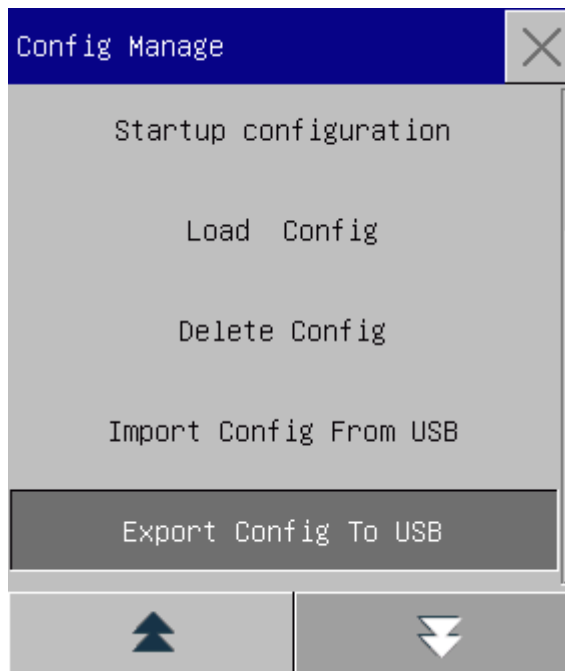 Config Manage
Startup configuration
Load Config
Delete Config
Import Config From USB
Export Config To USB